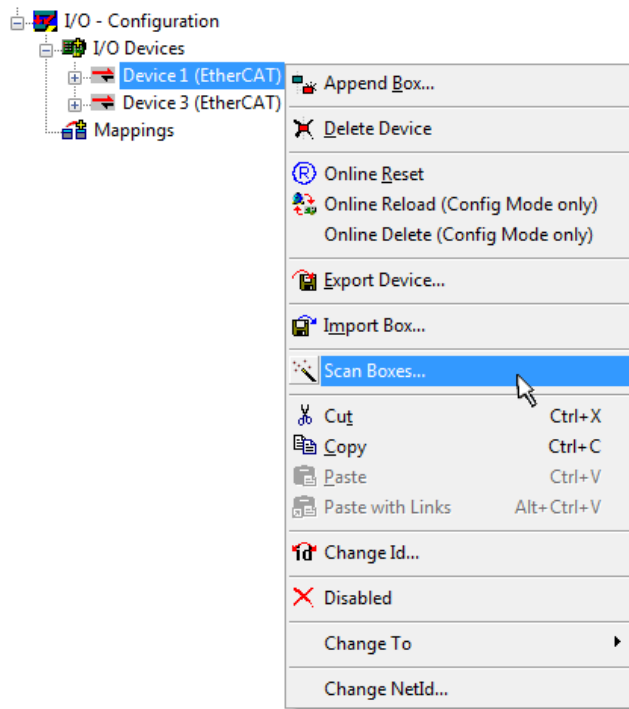 I/O - Configuration
I/O Devices
Device 1 (EtherCAT)
Device 3 (EtherCAT)
Mappings
Append Box...
Delete Device
Online Reset
Online Reload (Config Mode only)
Online Delete (Config Mode only)
Export Device...
Import Box...
Scan Boxes...
Cut Ctrl+X
Copy Ctrl+C
Paste Ctrl+V
Paste with Links Alt+Ctrl+V
Change Id...
Disabled
Change To
Change NetId...